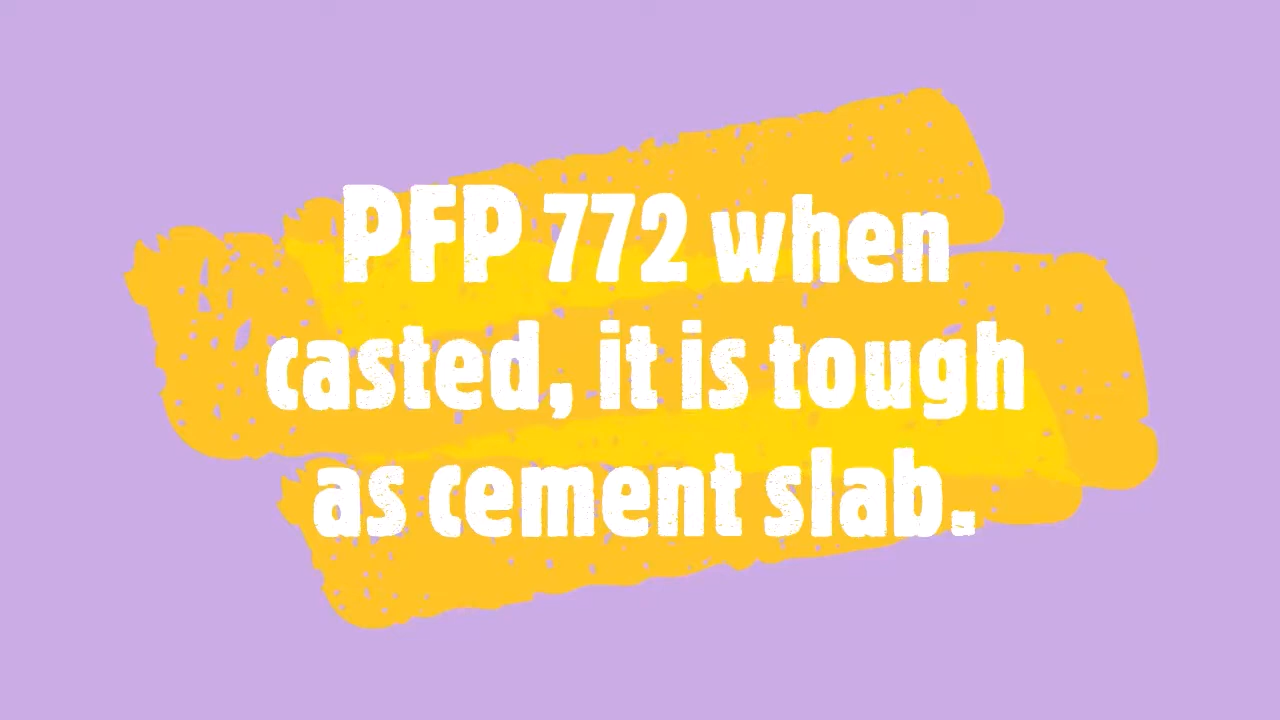 PFP 772 when
casted, it is tough
as cement slab.